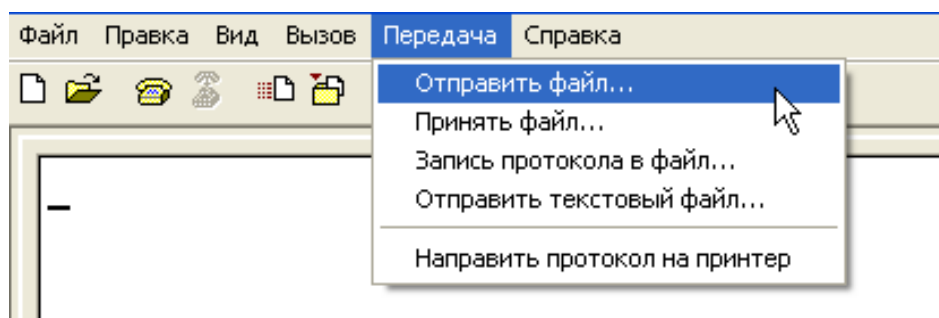 Файл Правка Вид Вызов Передача Справка
Отправить файл...
Принять файл...
Запись протокола в файл...
Отправить текстовый файл...
Направить протокол на принтер